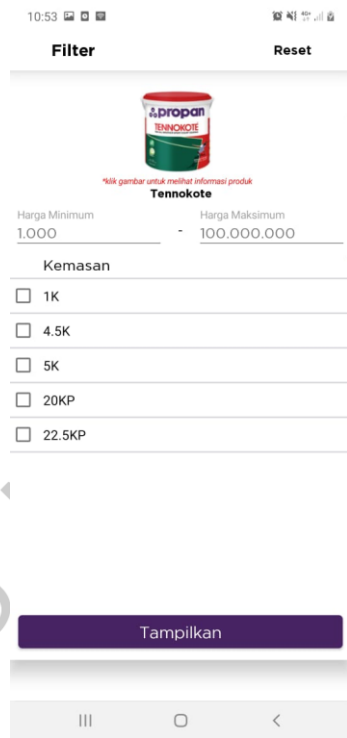 10:53
Filter
Reset
propan
TENNOKOTE
*klik gambar untuk melihat informasi produk
Tennokote
Harga Minimum
Harga Maksimum
1.000
-
100.000.000
Kemasan
1K
4.5K
5K
20KP
22.5KP
Tampilkan